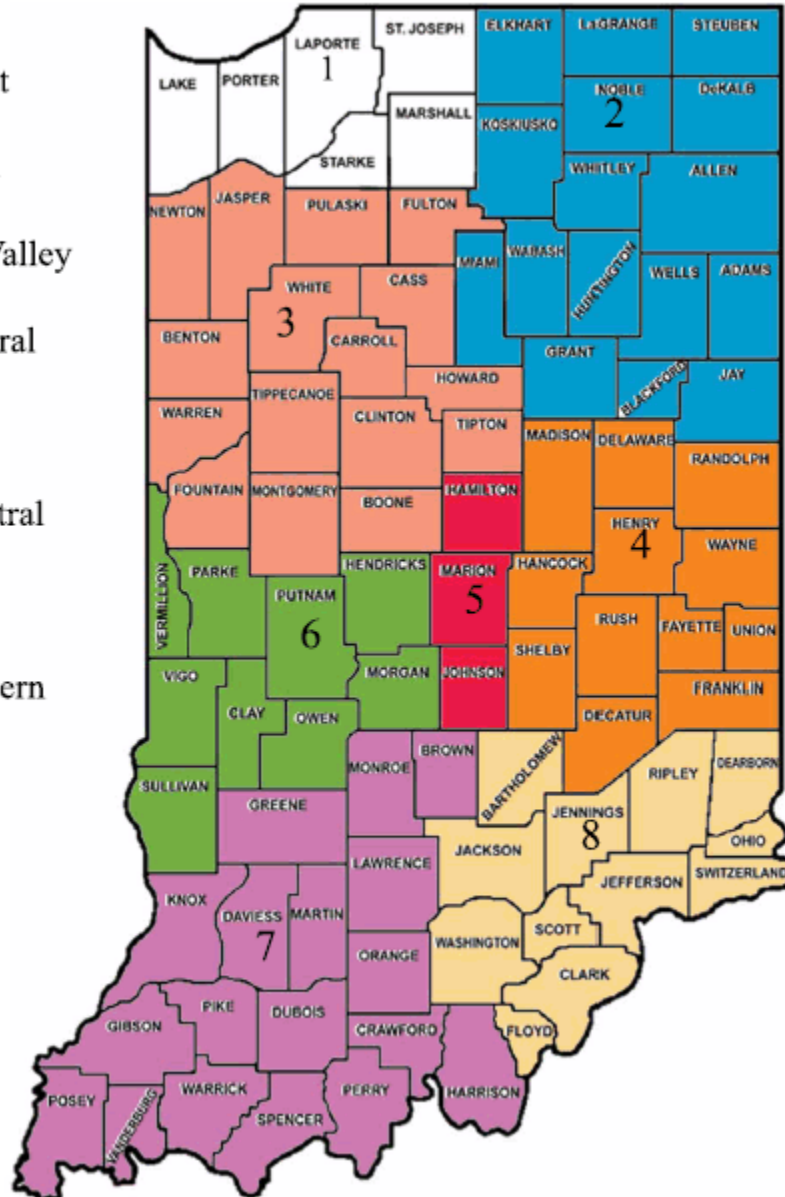 t
Valley
ral
tral
ern
LAKE
PORTER
LAPORTE
1
ST. JOSEPH
ELKHART
LaGRANGE
STEUBEN
NOBLE
2
DeKALB
MARSHALL
KOSKIUSKO
STARKE
WHITLEY
ALLEN
NEWTON
JASPER
PULASKI
FULTON
MIAMI
WABASH
HUNTINGTON
WELLS
ADAMS
WHITE
3
CASS
BENTON
CARROLL
GRANT
HOWARD
BLACKFORD
JAY
WARREN
TIPPECANOE
CLINTON
TIPTON
MADISON
DELAWARE
RANDOLPH
FOUNTAIN
MONTGOMERY
BOONE
HAMILTON
HENRY
4
WAYNE
VERMILLION
PARKE
HENDRICKS
MARION
5
HANCOCK
PUTNAM
6
RUSH
FAYETTE
UNION
SHELBY
VIGO
MORGAN
JOHNSON
FRANKLIN
CLAY
OWEN
DECATUR
SULLIVAN
MONROE
BROWN
BARTHOLOMEW
RIPLEY
DEARBORN
GREENE
JENNINGS
8
OHIO
JACKSON
LAWRENCE
JEFFERSON
SWITZERLAND
KNOX
DAVIESS
7
MARTIN
SCOTT
WASHINGTON
ORANGE
CLARK
PIKE
DUBOIS
GIBSON
CRAWFORD
FLOYD
POSEY
VANDERBURG
WARRICK
PERRY
HARRISON
SPENCER